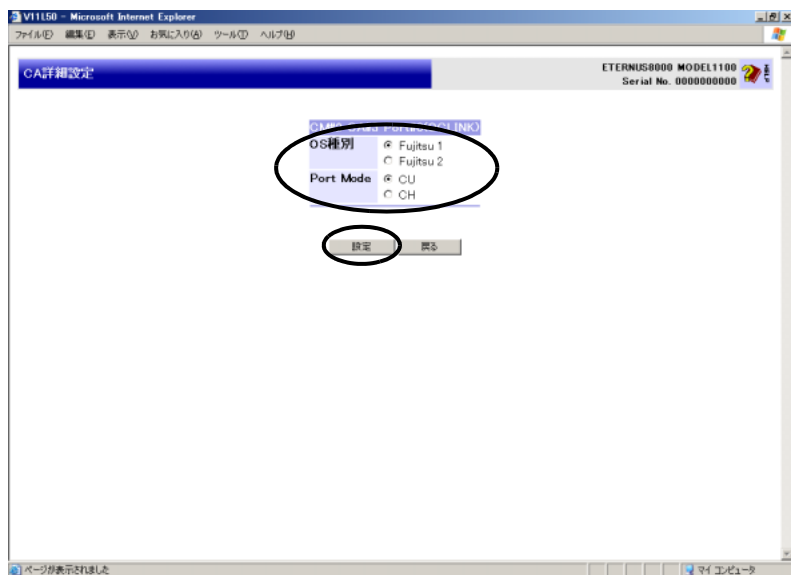 V11L50 - Microsoft Internet Explorer
ファイル(F) 編集(E) 表示(V) お気に入り(A) ツール(T) ヘルプ(H)
CA詳細設定
ETERNUS8000 MODEL1100
Serial No. 0000000000
HELP
OS種別
Fujitsu 1
Fujitsu 2
Port Mode
CU
CH
設定 戻る
ページが表示されました
マイ コンピュータ